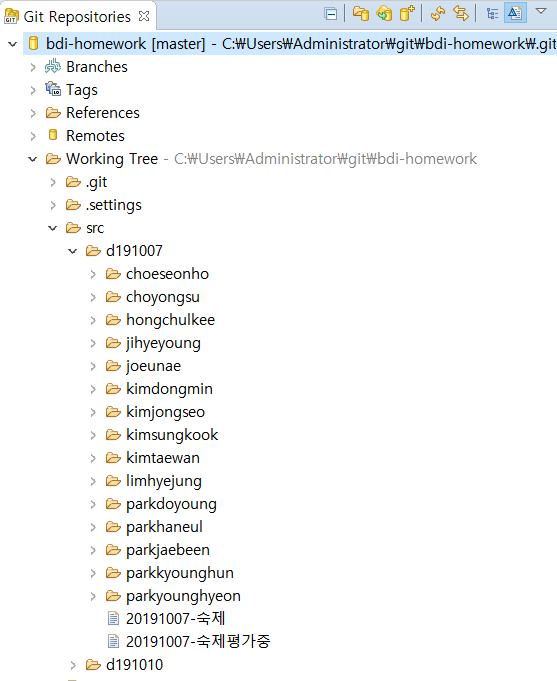 Git Repositories
bdi-homework [master] - C:₩Users₩Administrator₩git₩bdi-homework₩.git
Branches
Tags
References
Remotes
Working Tree - C:₩Users₩Administrator₩git₩bdi-homework
.git
.settings
src
d191007
choeseonho
choyongsu
hongchulkee
jihyeyoung
joeunae
kimdongmin
kimjongseo
kimsungkook
kimtaewan
limhyejung
parkdoyoung
parkhaneul
parkjaebeen
parkkyounghun
parkyounghyeon
20191007-숙제
20191007-숙제평가중
d191010